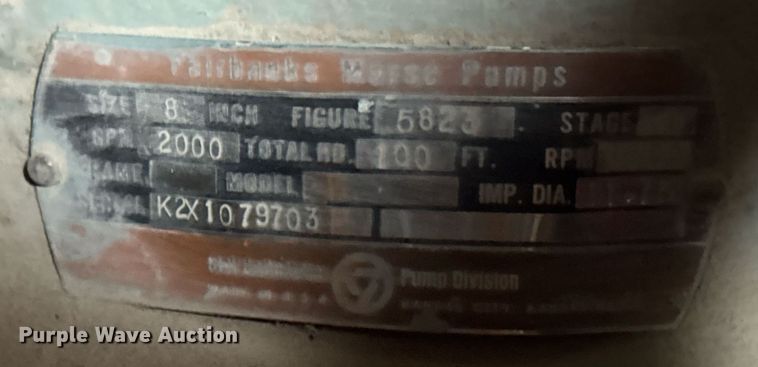 Fairbanks Morse Pumps
SIZE 8 INCH FIGURE 5823 STAGE
GPM 2000 TOTAL HD. 100 FT. RPM
FRAME MODEL IMP. DIA.
SERIAL K2X1079703
Pump Division
Purple Wave Auction